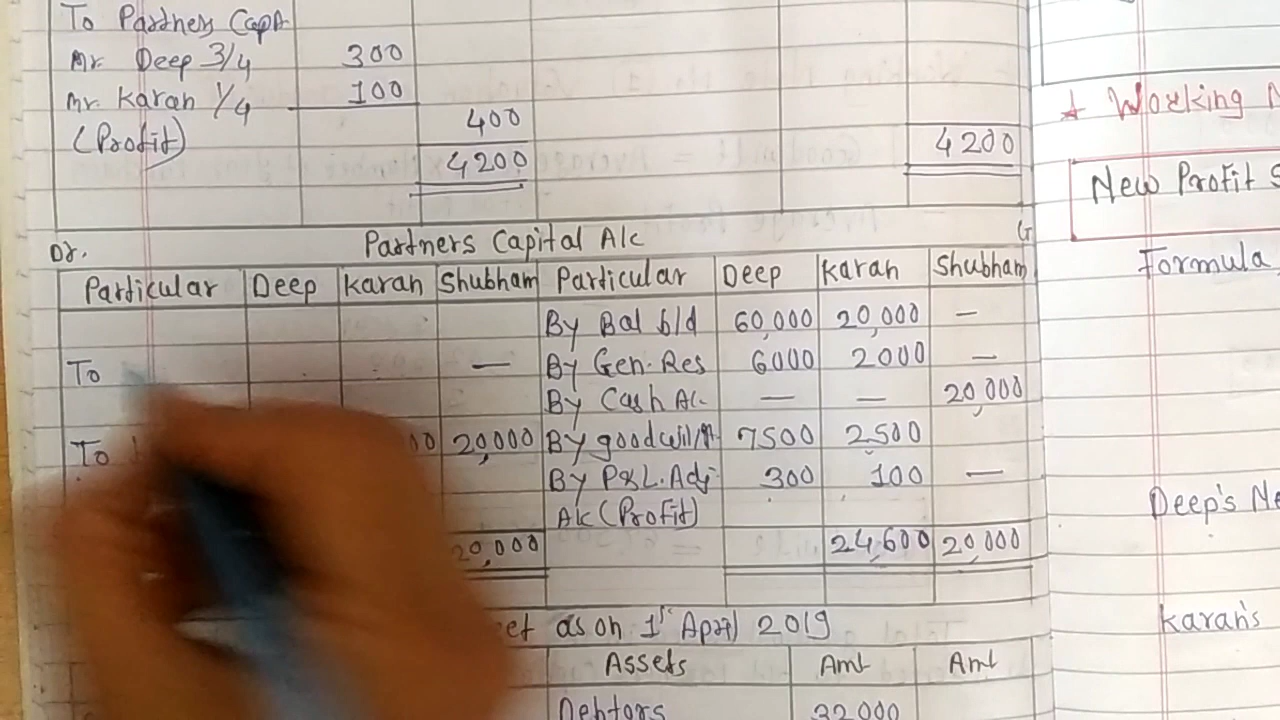 To Partners Cap
Mr. Deep 3/4 300
Mr. Karan 1/4 100
(Profit) 400
4200 4200
★ Working
New Profit S
Formula
Deep's Ne
Karan's
Dr. Partners Capital A/c
Particular Deep Karan Shubham Particular Deep Karan Shubham
By Bal b/d 60,000 20,000 —
To — By Gen. Res 6000 2000 —
By Cash A/c — — 20,000
To 20,000 By goodwill 7500 2500
By P&L. Adj. 300 100 —
A/c (Profit)
20,000 24,600 20,000
as on 1st April 2019
Assets Amt Amt
Debtors 32000